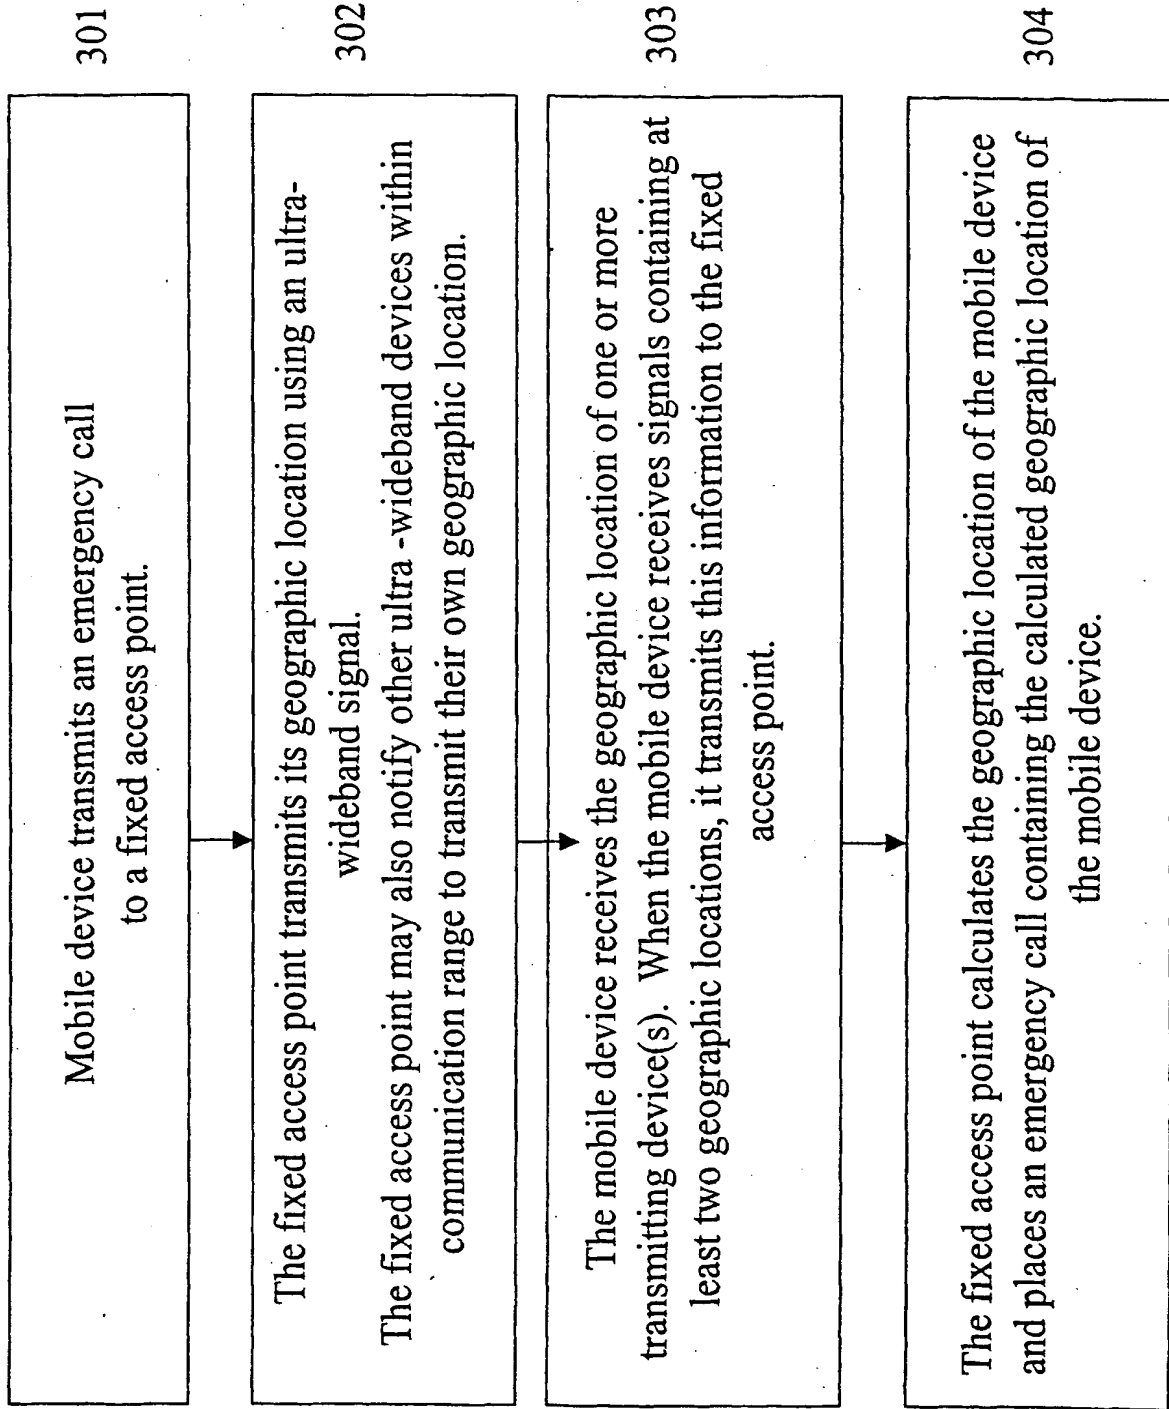 Mobile device transmits an emergency call
to a fixed access point.
301
The fixed access point transmits its geographic location using an ultra-
wideband signal.
The fixed access point may also notify other ultra -wideband devices within
communication range to transmit their own geographic location.
302
The mobile device receives the geographic location of one or more
transmitting device(s). When the mobile device receives signals containing at
least two geographic locations, it transmits this information to the fixed
access point.
303
The fixed access point calculates the geographic location of the mobile device
and places an emergency call containing the calculated geographic location of
the mobile device.
304